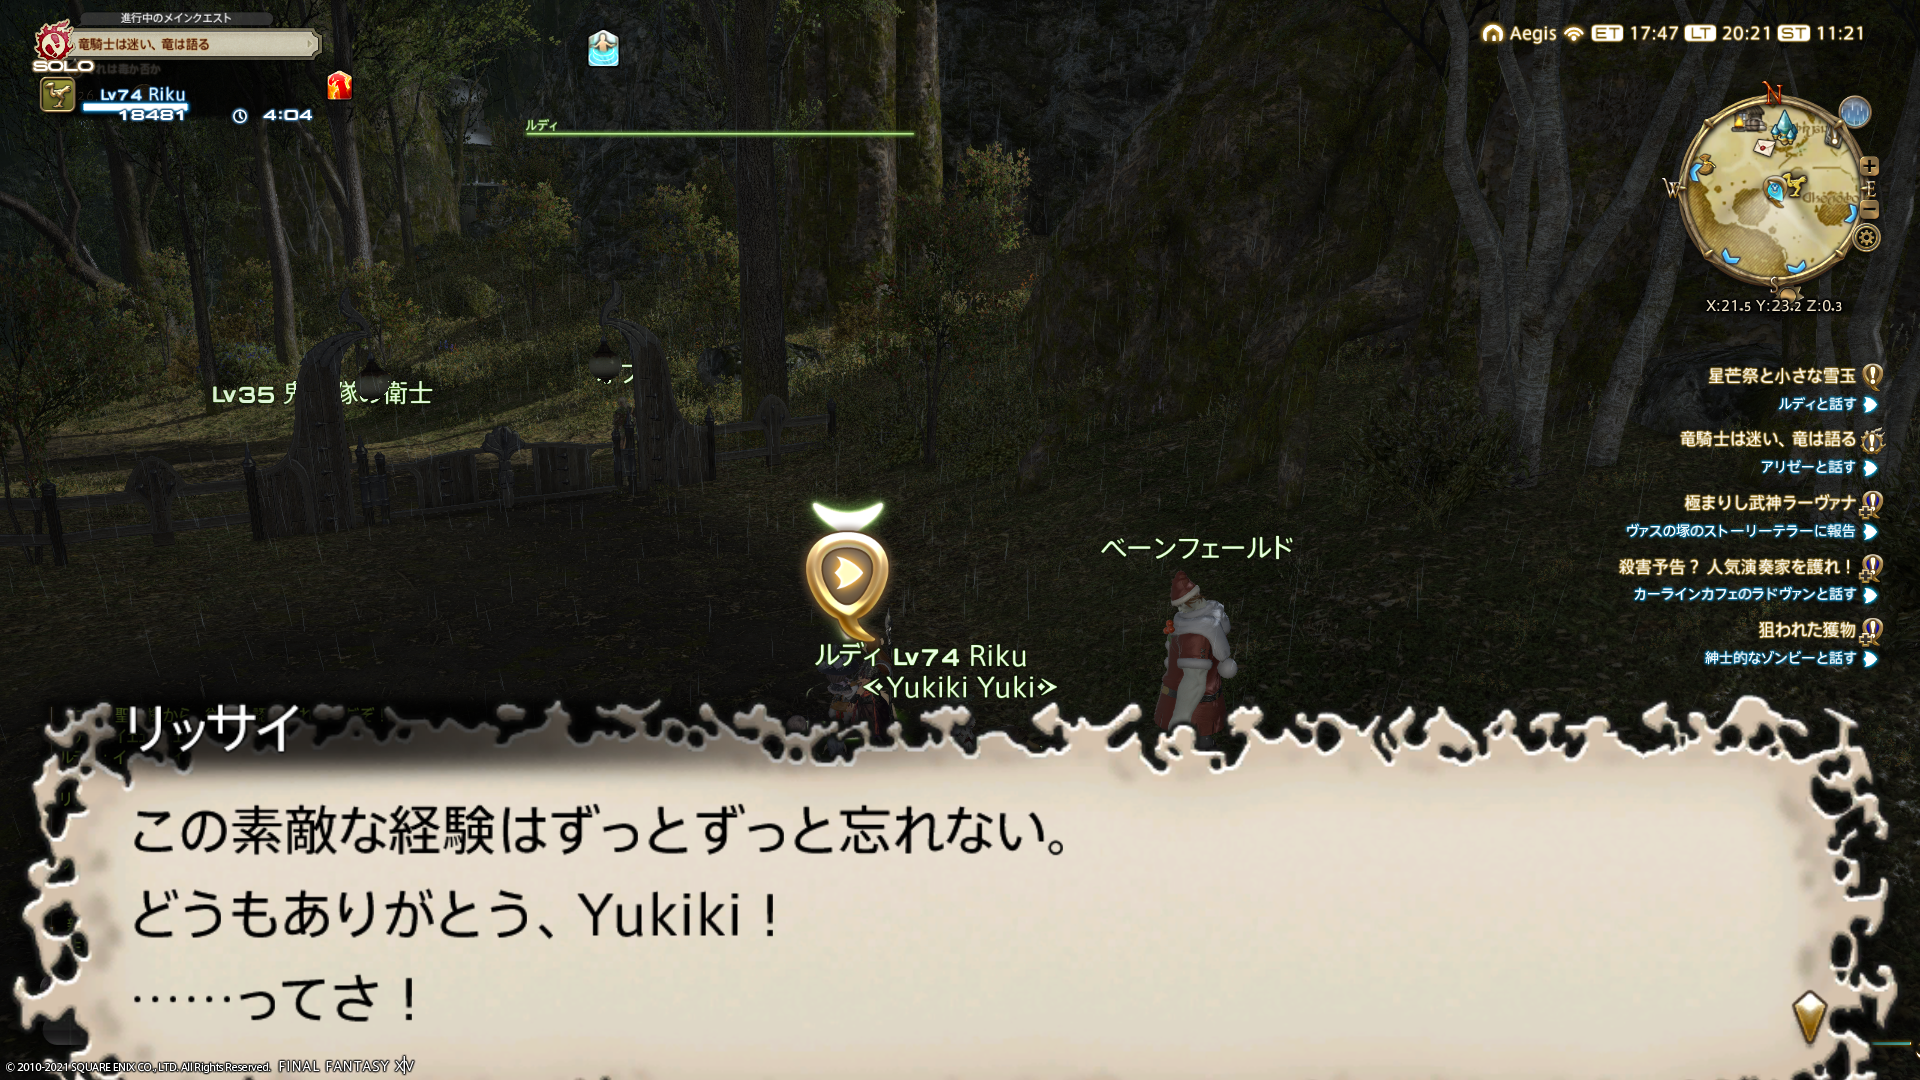 進行中のメインクエスト
竜騎士は迷い、竜は語る
SOLO
Lv74 Riku
18481
4:04
ルディ
Aegis ET 17:47 LT 20:21 ST 11:21
N
W
E
S
X:21.5 Y:23.2 Z:0.3
星芒祭と小さな雪玉
ルディと話す
竜騎士は迷い、竜は語る
アリゼーと話す
極まりし武神ラーヴァナ
ヴァスの塚のストーリーテラーに報告
殺害予告？ 人気演奏家を護れ！
カーラインカフェのラドヴァンと話す
狙われた獲物
紳士的なゾンビーと話す
Lv35 鬼 隊の衛士
ベーンフェールド
ルディ Lv74 Riku
«Yukiki Yuki»
リッサイ
この素敵な経験はずっとずっと忘れない。
どうもありがとう、Yukiki！
……ってさ！
© 2010-2021 SQUARE ENIX CO., LTD. All Rights Reserved. FINAL FANTASY XIV